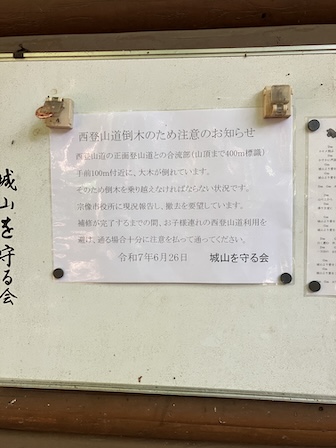 西登山道倒木のため注意のお知らせ
西登山道の正面登山道との合流部(山頂まで400m標識)
手前100m付近に、大木が倒れています。
そのため倒木を乗り越えなければならない状況です。
宗像市役所に現況報告し、撤去を要望しています。
補修が完了するまでの間、お子様連れの西登山道利用を
避け、通る場合十分に注意を払って通ってください。
令和7年6月26日　城山を守る会
城山を守る会